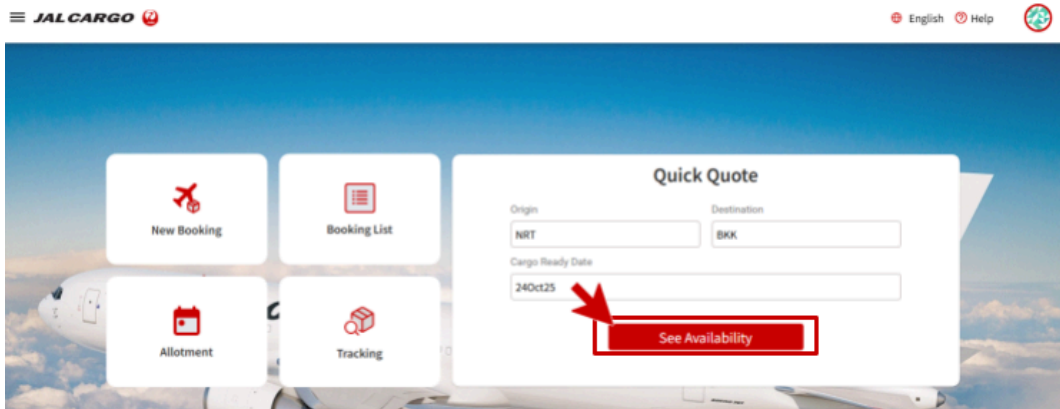 JAL CARGO
English Help
New Booking
Booking List
Allotment
Tracking
Quick Quote
Origin Destination
NRT BKK
Cargo Ready Date
24Oct25
See Availability